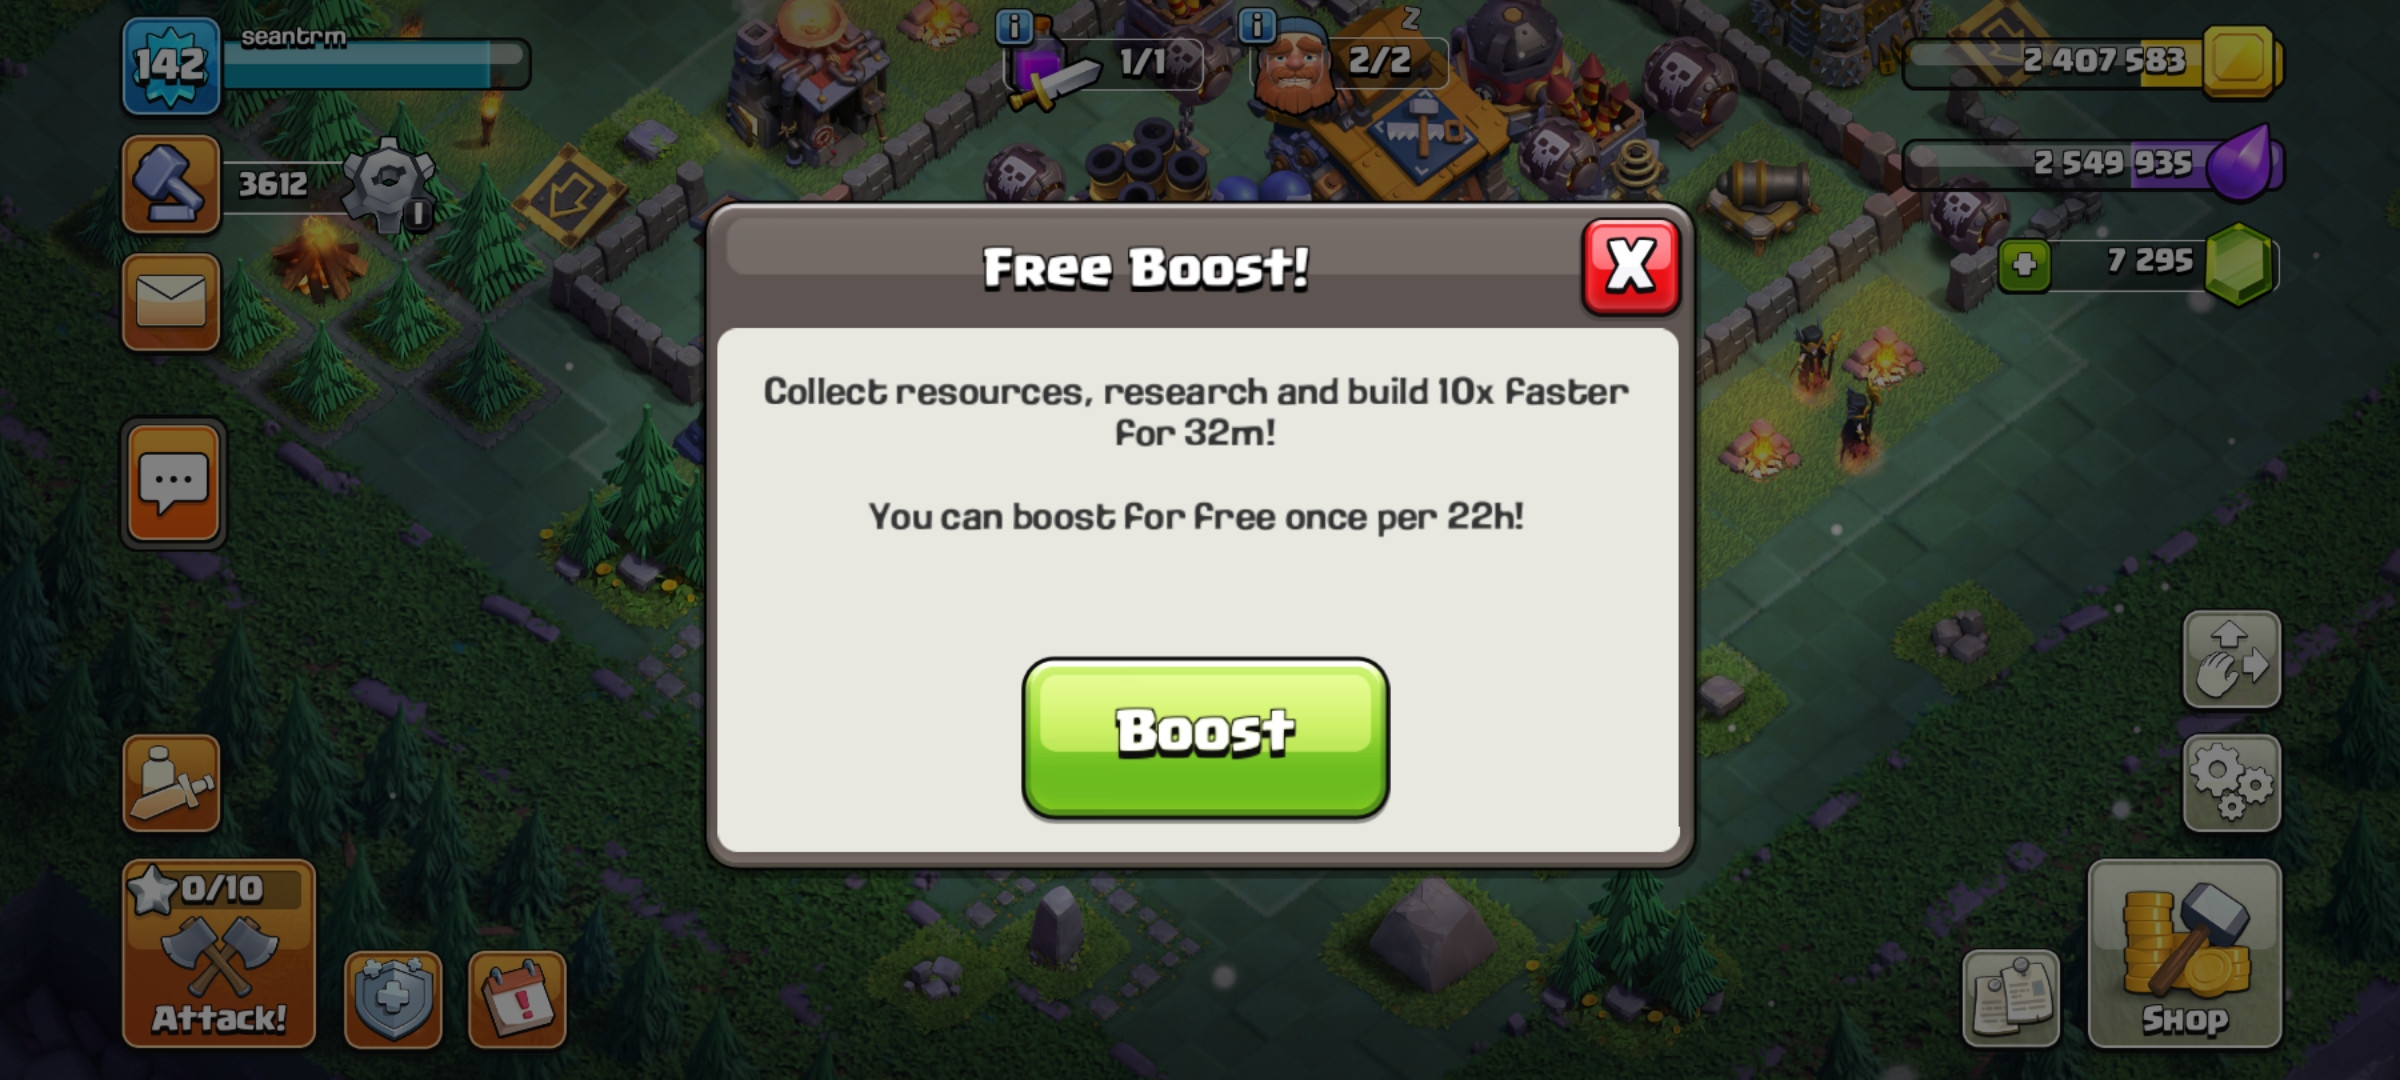 142
seantrm
1/1
2/2
Z
2 407 583
3612
I
2 549 935
7 295
Free Boost!
X
Collect resources, research and build 10x faster
for 32m!
You can boost for free once per 22h!
Boost
0/10
Attack!
Shop